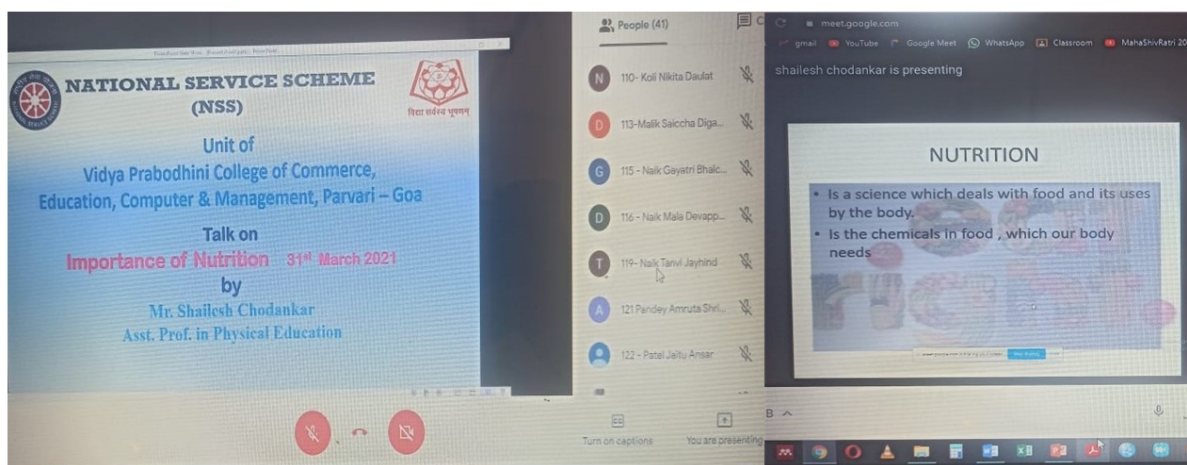 NATIONAL SERVICE SCHEME
(NSS)
विद्या सर्वस्य भूषणम्
Unit of
Vidya Prabodhini College of Commerce,
Education, Computer & Management, Parvari – Goa
Talk on
Importance of Nutrition 31st March 2021
by
Mr. Shailesh Chodankar
Asst. Prof. in Physical Education
People (41)
C
N 110- Koli Nikita Daulat
D 113-Malik Saiccha Diga...
G 115 - Naik Gayatri Bhalc...
D 116 - Naik Mala Devapp...
T 119- Naik Tanvi Jayhind
A 121 Pandey Amruta Shri...
122 - Patel Jaitu Ansar
Turn on captions
You are presenting
meet.google.com
gmail YouTube Google Meet WhatsApp Classroom MahaShivRatri 20
shailesh chodankar is presenting
NUTRITION
• Is a science which deals with food and its uses
by the body.
• Is the chemicals in food , which our body
needs
B